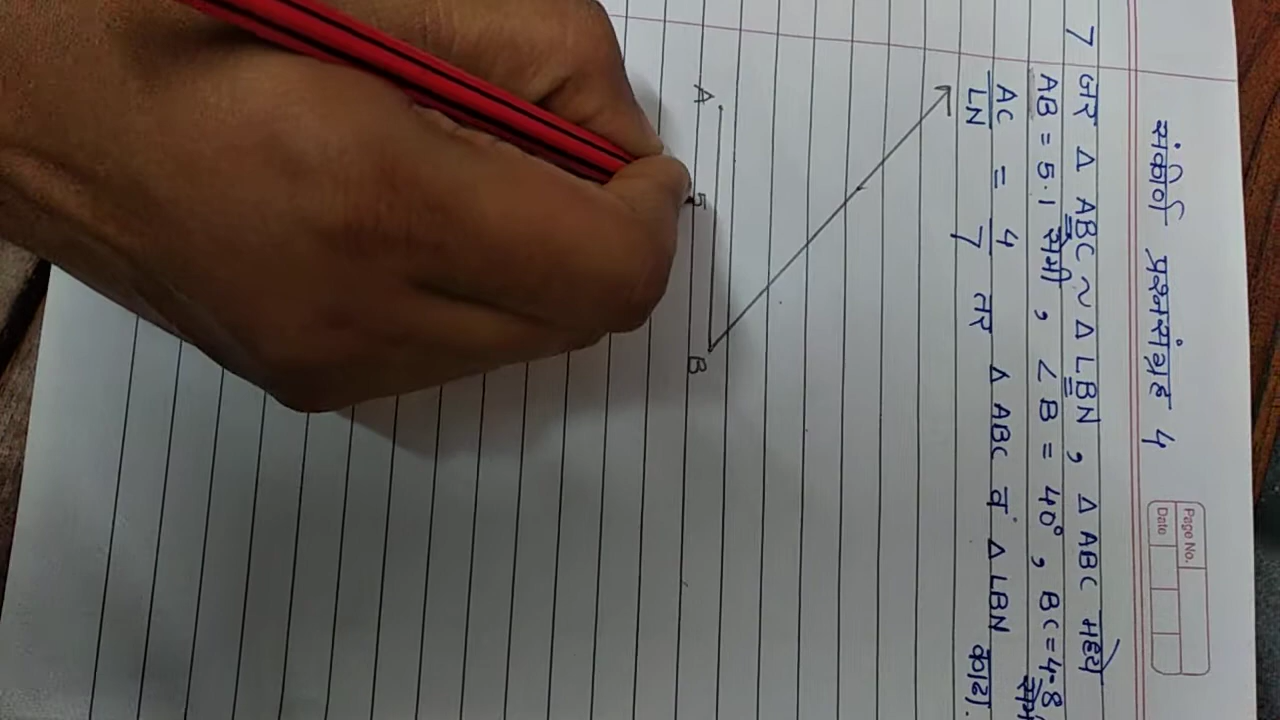 Page No.
Date
संकीर्ण प्रश्नसंग्रह 4
7 जर Δ ABC ~ Δ LBN , Δ ABC मध्ये
AB = 5.1 सेमी , ∠B = 40° , BC = 4.8 सेमी
AC/LN = 4/7 तर Δ ABC व Δ LBN काढा.
A 5 B